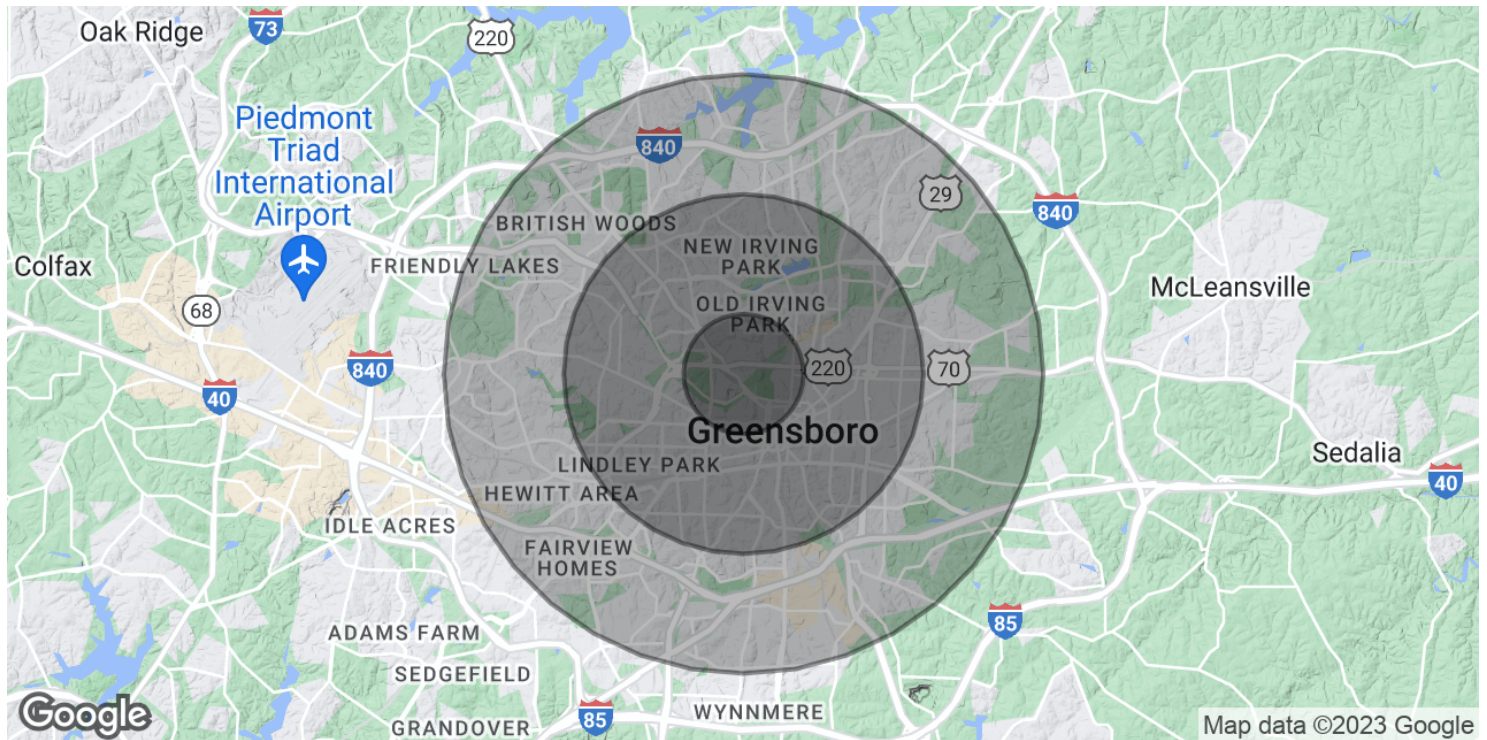 Oak Ridge
73
220
Piedmont
Triad
International
Airport
840
29
840
BRITISH WOODS
NEW IRVING
PARK
Colfax
FRIENDLY LAKES
McLeansville
68
OLD IRVING
PARK
840
220
70
40
Greensboro
Sedalia
LINDLEY PARK
40
HEWITT AREA
IDLE ACRES
FAIRVIEW
HOMES
85
ADAMS FARM
SEDGEFIELD
Google
GRANDOVER
85
WYNNMERE
Map data ©2023 Google